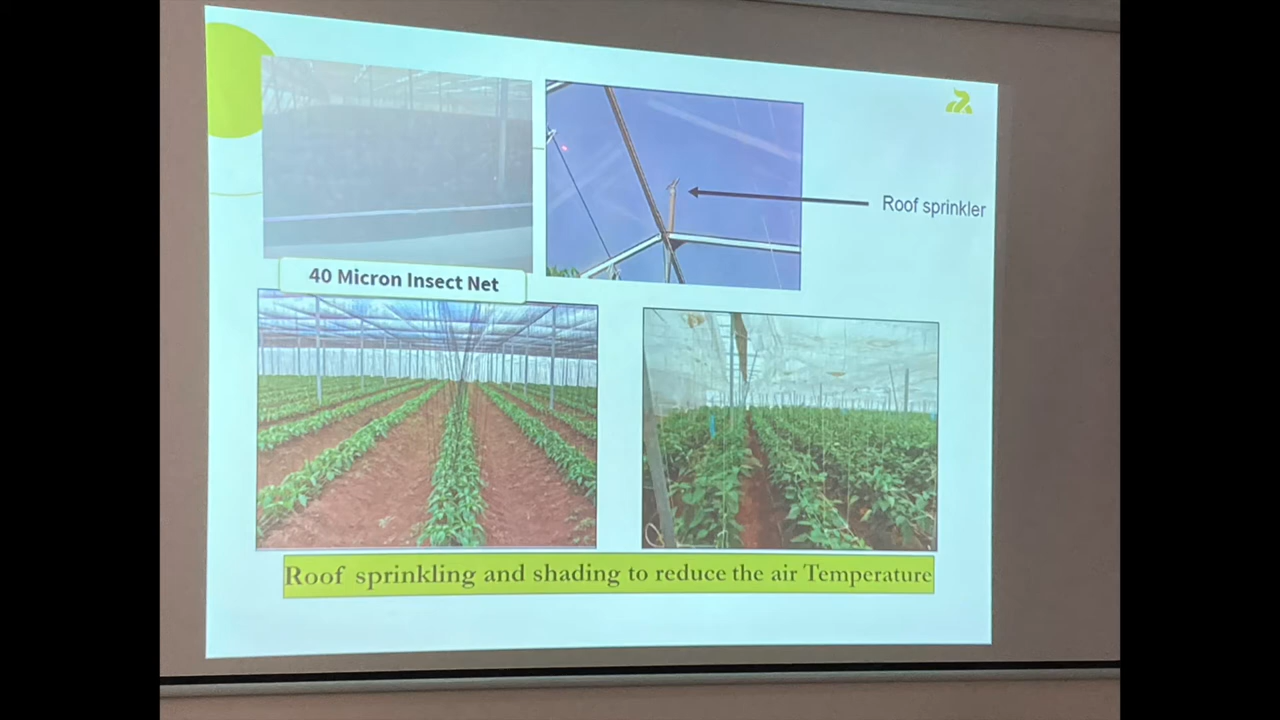 Roof sprinkler
40 Micron Insect Net
Roof sprinkling and shading to reduce the air Temperature